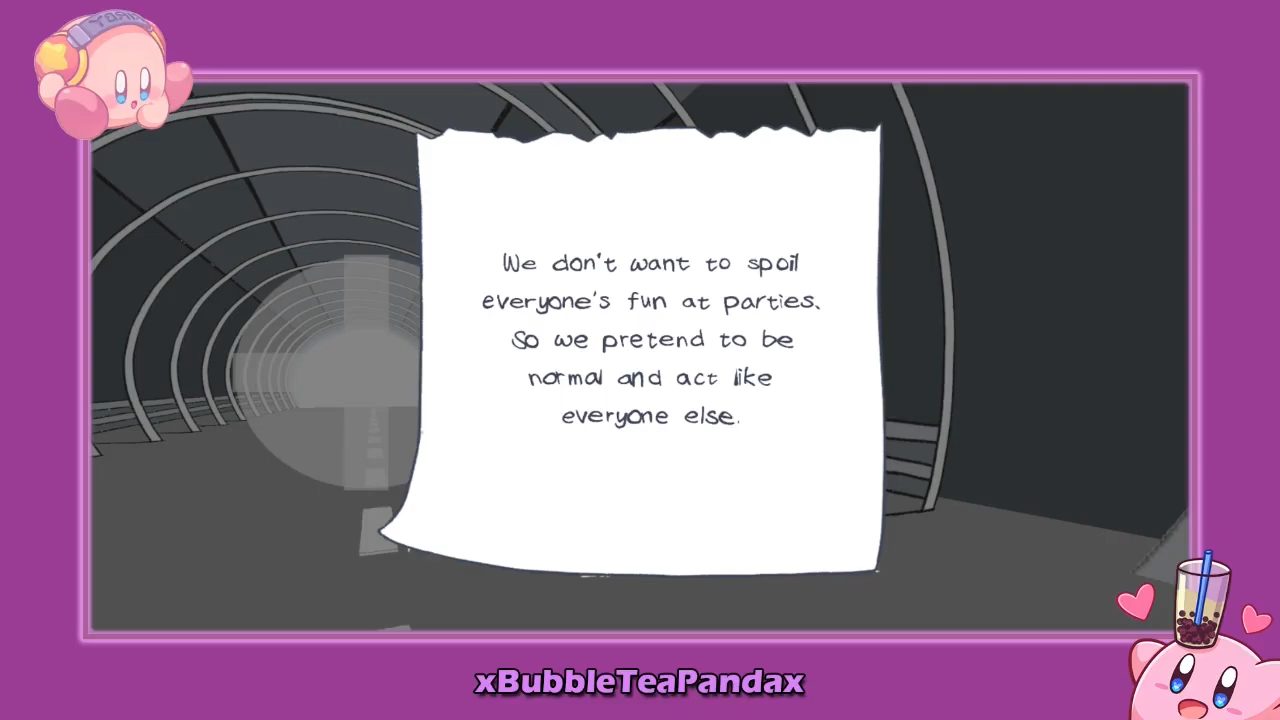 We don't want to spoil
everyone's fun at parties.
So we pretend to be
normal and act like
everyone else.
xBubbleTeaPandax